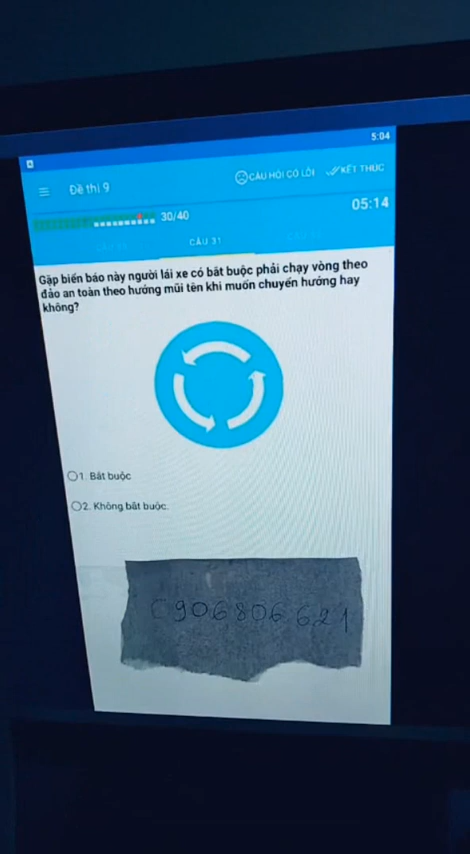 5:04
Đề thi 9
CÂU HỎI CÓ LỖI
KẾT THÚC
30/40
05:14
CÂU 31
Gặp biển báo này người lái xe có bắt buộc phải chạy vòng theo
đảo an toàn theo hướng mũi tên khi muốn chuyển hướng hay
không?
1. Bắt buộc
2. Không bắt buộc.
0906806621